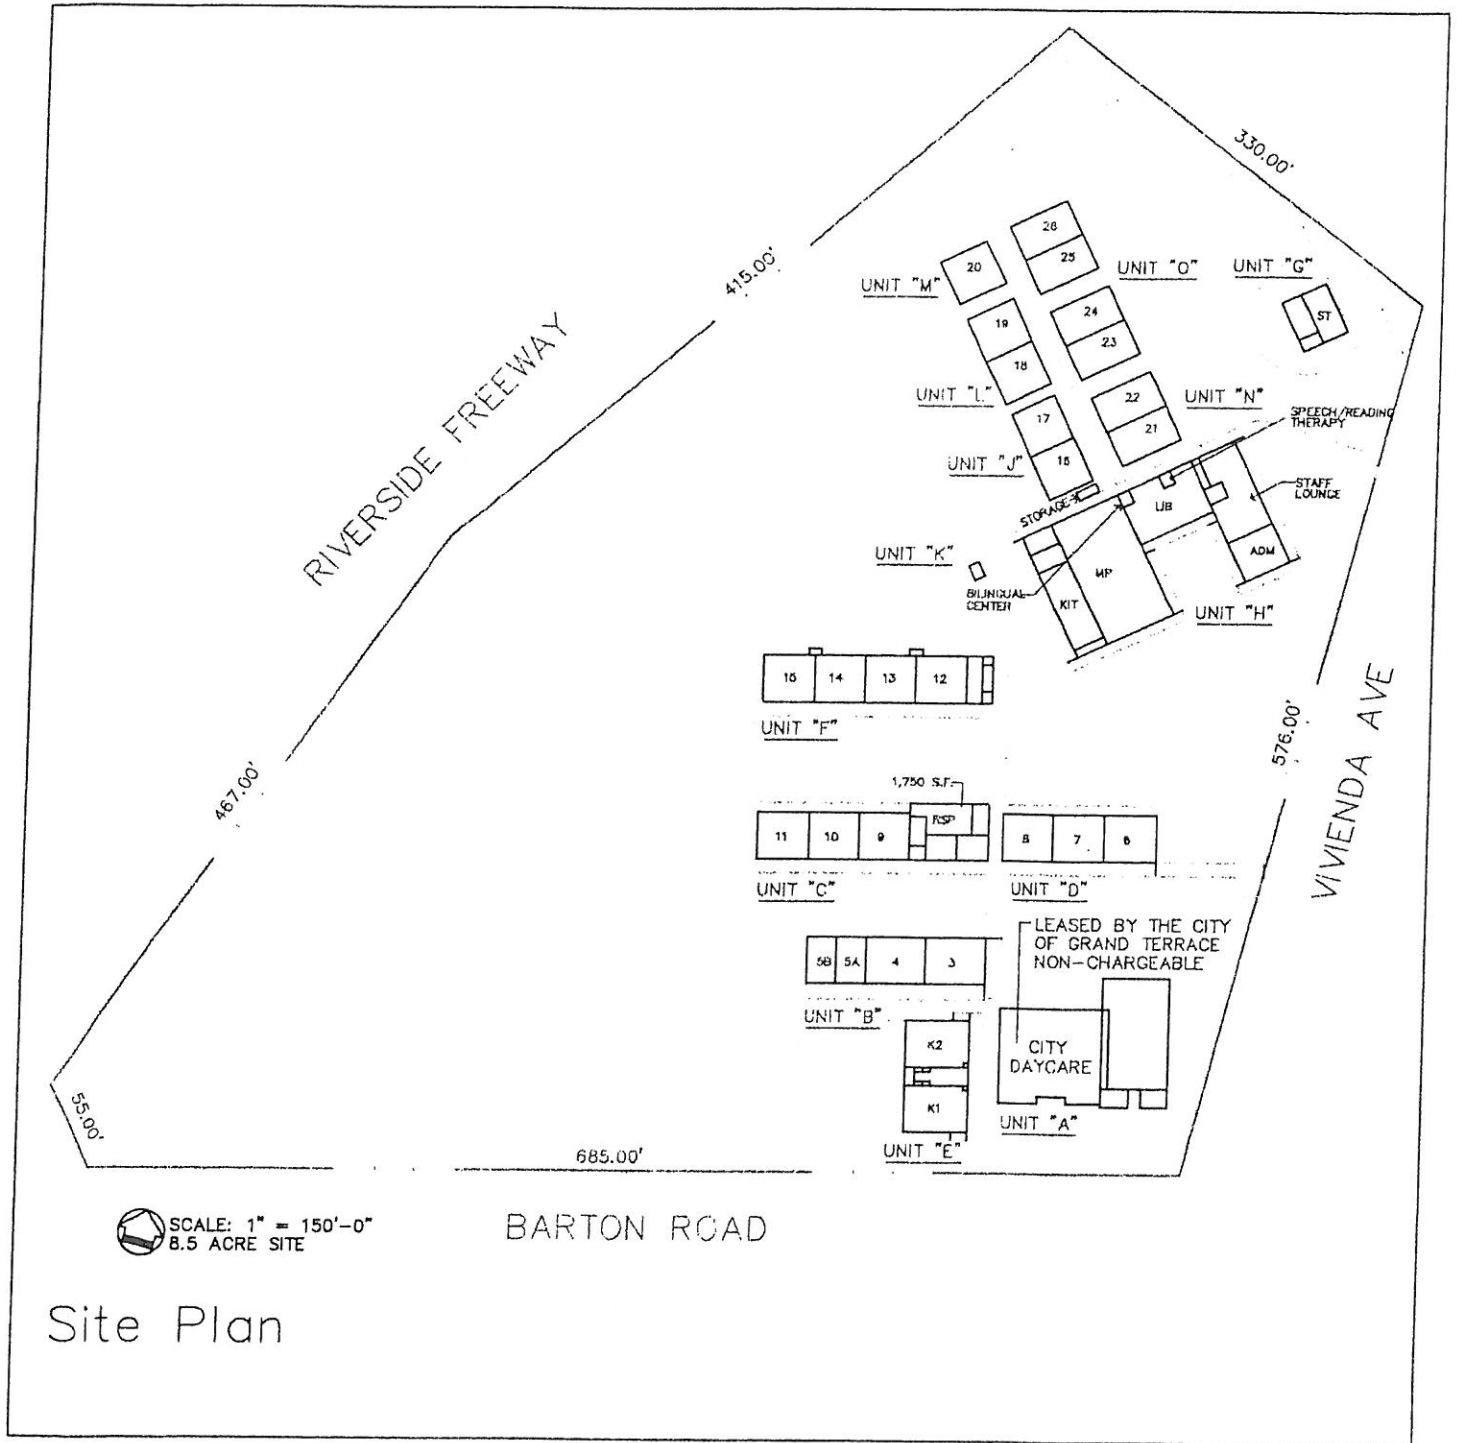 330.00'
415.00'
RIVERSIDE FREEWAY
26
25
20
UNIT "M"
UNIT "O"
UNIT "G"
ST
24
23
19
18
UNIT "L"
22
21
UNIT "N"
17
16
UNIT "J"
SPEECH/READING
THERAPY
STAFF
LOUNGE
STORAGE
LIB
ADM
MP
KIT
UNIT "K"
BILINGUAL
CENTER
UNIT "H"
15 14 13 12
UNIT "F"
576.00'
VIVIENDA AVE
467.00'
1,750 S.F.
RSP
11 10 9
8 7 6
UNIT "C"
UNIT "D"
LEASED BY THE CITY
OF GRAND TERRACE
NON-CHARGEABLE
5B 5A 4 3
UNIT "B"
K2
K1
CITY
DAYCARE
UNIT "A"
UNIT "E"
55.00'
685.00'
SCALE: 1" = 150'-0"
8.5 ACRE SITE
BARTON ROAD
Site Plan